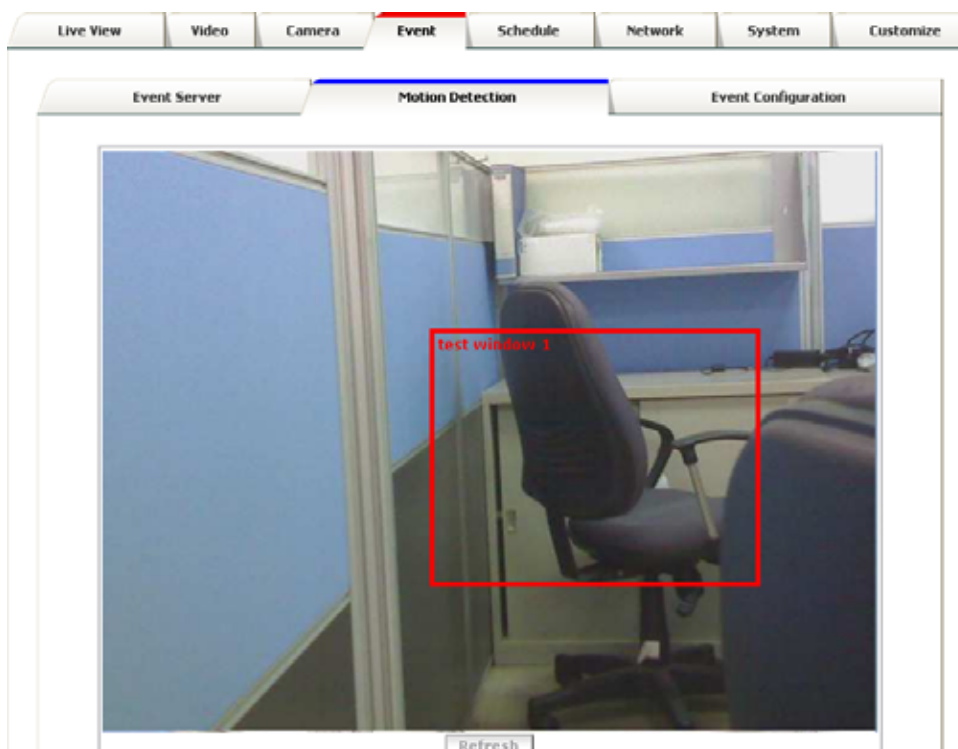 Live View Video Camera Event Schedule Network System Customize
Event Server Motion Detection Event Configuration
test window 1
Refresh